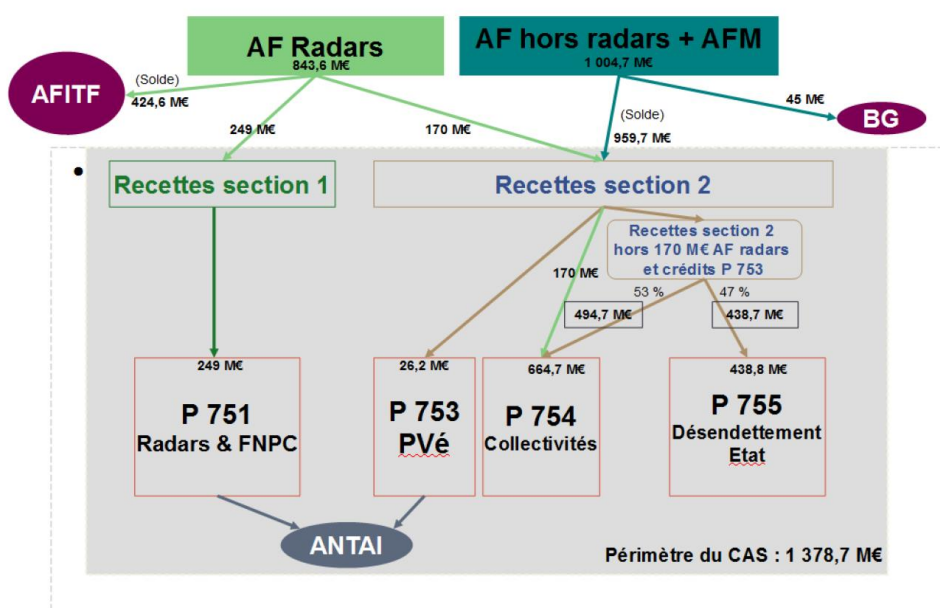 AF Radars
843,6 M€
AF hors radars + AFM
1 004,7 M€
AFITF
(Solde)
424,6 M€
249 M€
170 M€
(Solde)
959,7 M€
45 M€
BG
•
Recettes section 1
Recettes section 2
Recettes section 2
hors 170 M€ AF radars
et crédits P 753
170 M€
53 %
47 %
494,7 M€
438,7 M€
249 M€
P 751
Radars & FNPC
26,2 M€
P 753
PVé
664,7 M€
P 754
Collectivités
438,8 M€
P 755
Désendettement
Etat
ANTAI
Périmètre du CAS : 1 378,7 M€